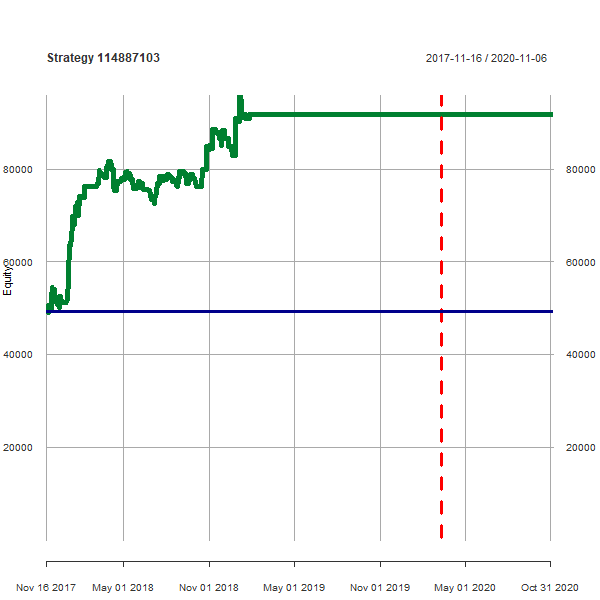 Strategy 114887103 2017-11-16 / 2020-11-06
80000 80000
60000 60000
Equity
40000 40000
20000 20000
Nov 16 2017 May 01 2018 Nov 01 2018 May 01 2019 Nov 01 2019 May 01 2020 Oct 31 2020